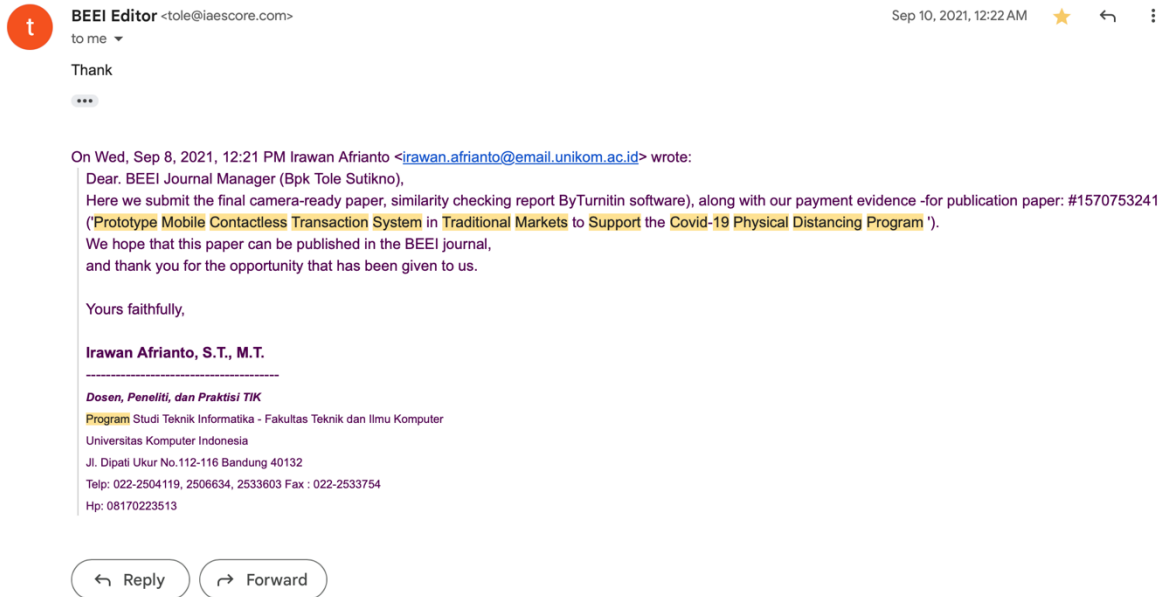 t
BEEI Editor <tole@iaescore.com>
Sep 10, 2021, 12:22 AM
to me
Thank
On Wed, Sep 8, 2021, 12:21 PM Irawan Afrianto <irawan.afrianto@email.unikom.ac.id> wrote:
Dear. BEEI Journal Manager (Bpk Tole Sutikno),
Here we submit the final camera-ready paper, similarity checking report ByTurnitin software), along with our payment evidence -for publication paper: #1570753241
('Prototype Mobile Contactless Transaction System in Traditional Markets to Support the Covid-19 Physical Distancing Program ').
We hope that this paper can be published in the BEEI journal,
and thank you for the opportunity that has been given to us.
Yours faithfully,
Irawan Afrianto, S.T., M.T.
---------------------------------------
Dosen, Peneliti, dan Praktisi TIK
Program Studi Teknik Informatika - Fakultas Teknik dan Ilmu Komputer
Universitas Komputer Indonesia
Jl. Dipati Ukur No.112-116 Bandung 40132
Telp: 022-2504119, 2506634, 2533603 Fax : 022-2533754
Hp: 08170223513
Reply Forward